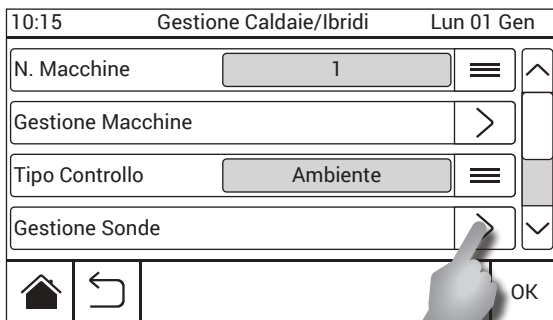 10:15 Gestione Caldaie/Ibridi Lun 01 Gen
N. Macchine 1
Gestione Macchine
Tipo Controllo Ambiente
Gestione Sonde
OK